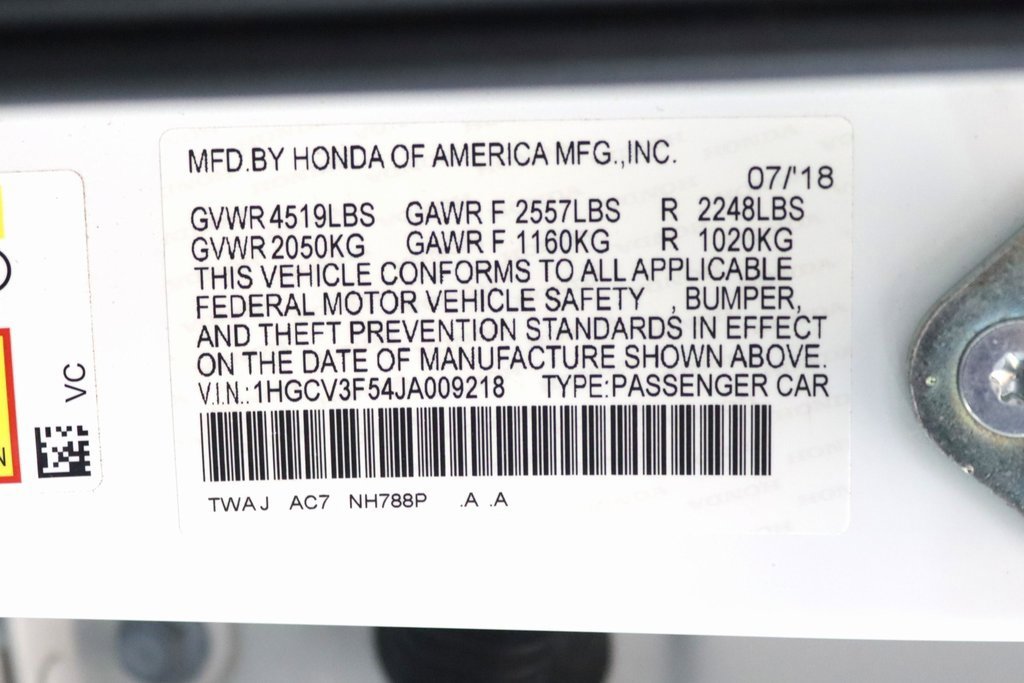 MFD.BY HONDA OF AMERICA MFG.,INC.
07/'18
GVWR 4519LBS GAWR F 2557LBS R 2248LBS
GVWR 2050KG GAWR F 1160KG R 1020KG
THIS VEHICLE CONFORMS TO ALL APPLICABLE
FEDERAL MOTOR VEHICLE SAFETY , BUMPER,
AND THEFT PREVENTION STANDARDS IN EFFECT
ON THE DATE OF MANUFACTURE SHOWN ABOVE.
V.I.N.:1HGCV3F54JA009218 TYPE:PASSENGER CAR
TWAJ AC7 NH788P .A .A
VC
N